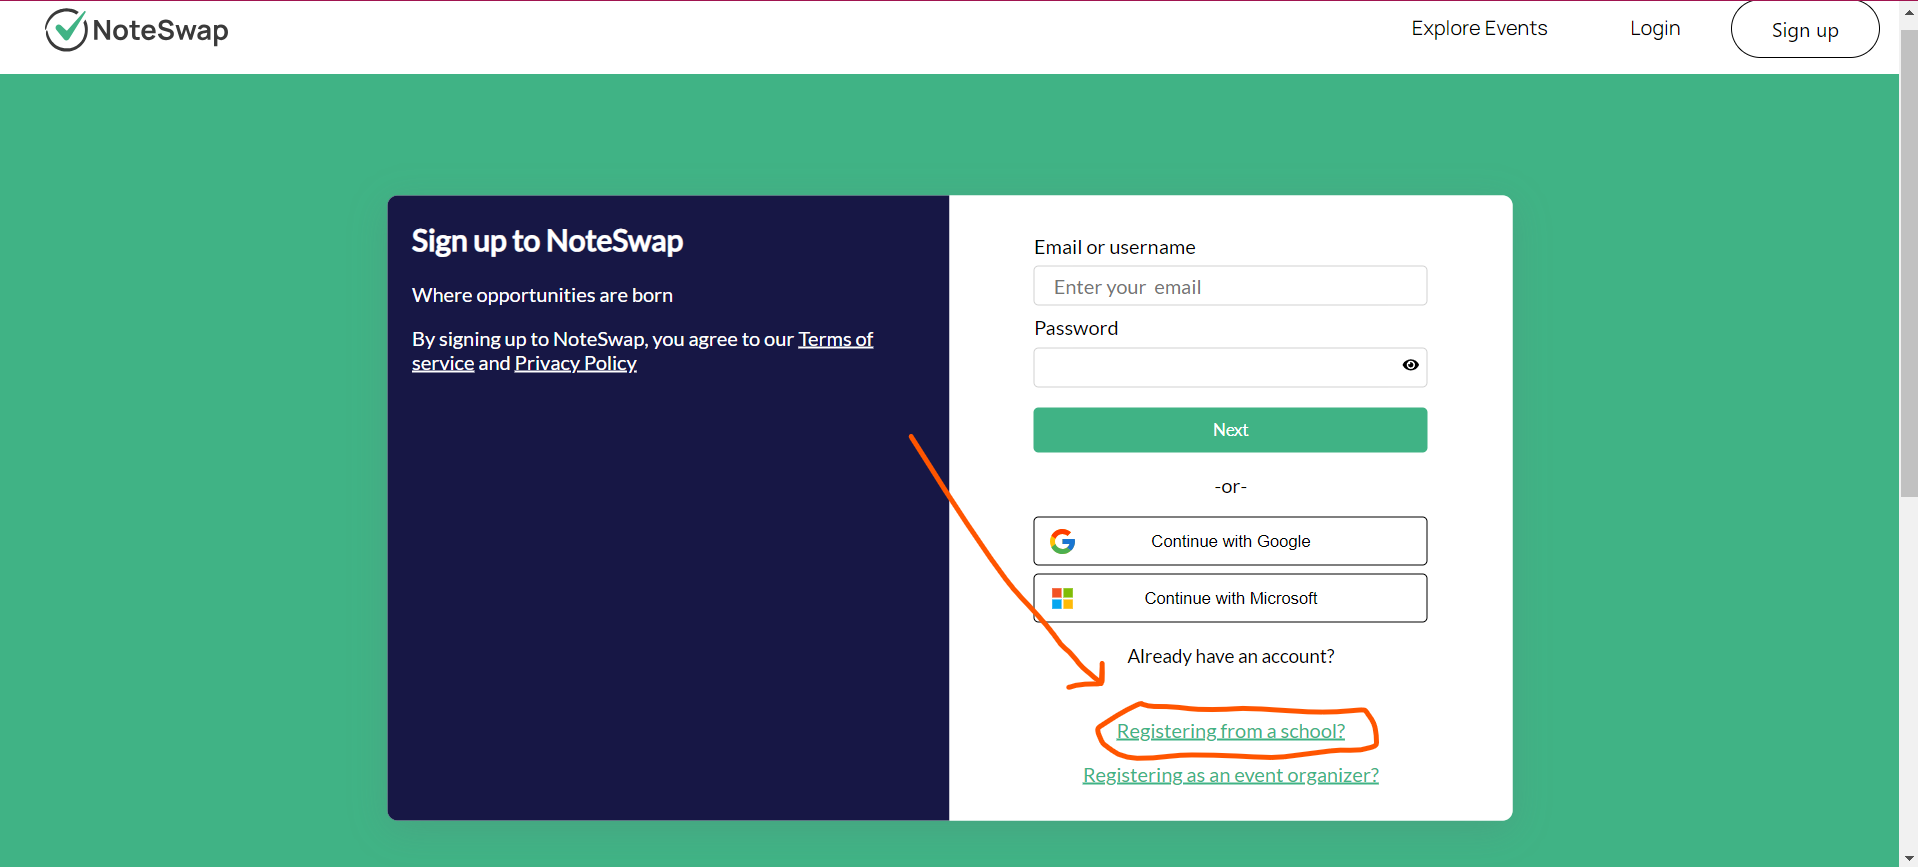 NoteSwap
Explore Events
Login
Sign up
Sign up to NoteSwap
Where opportunities are born
By signing up to NoteSwap, you agree to our Terms of
service and Privacy Policy
Email or username
Enter your  email
Password
Next
-or-
Continue with Google
Continue with Microsoft
Already have an account?
Registering from a school?
Registering as an event organizer?